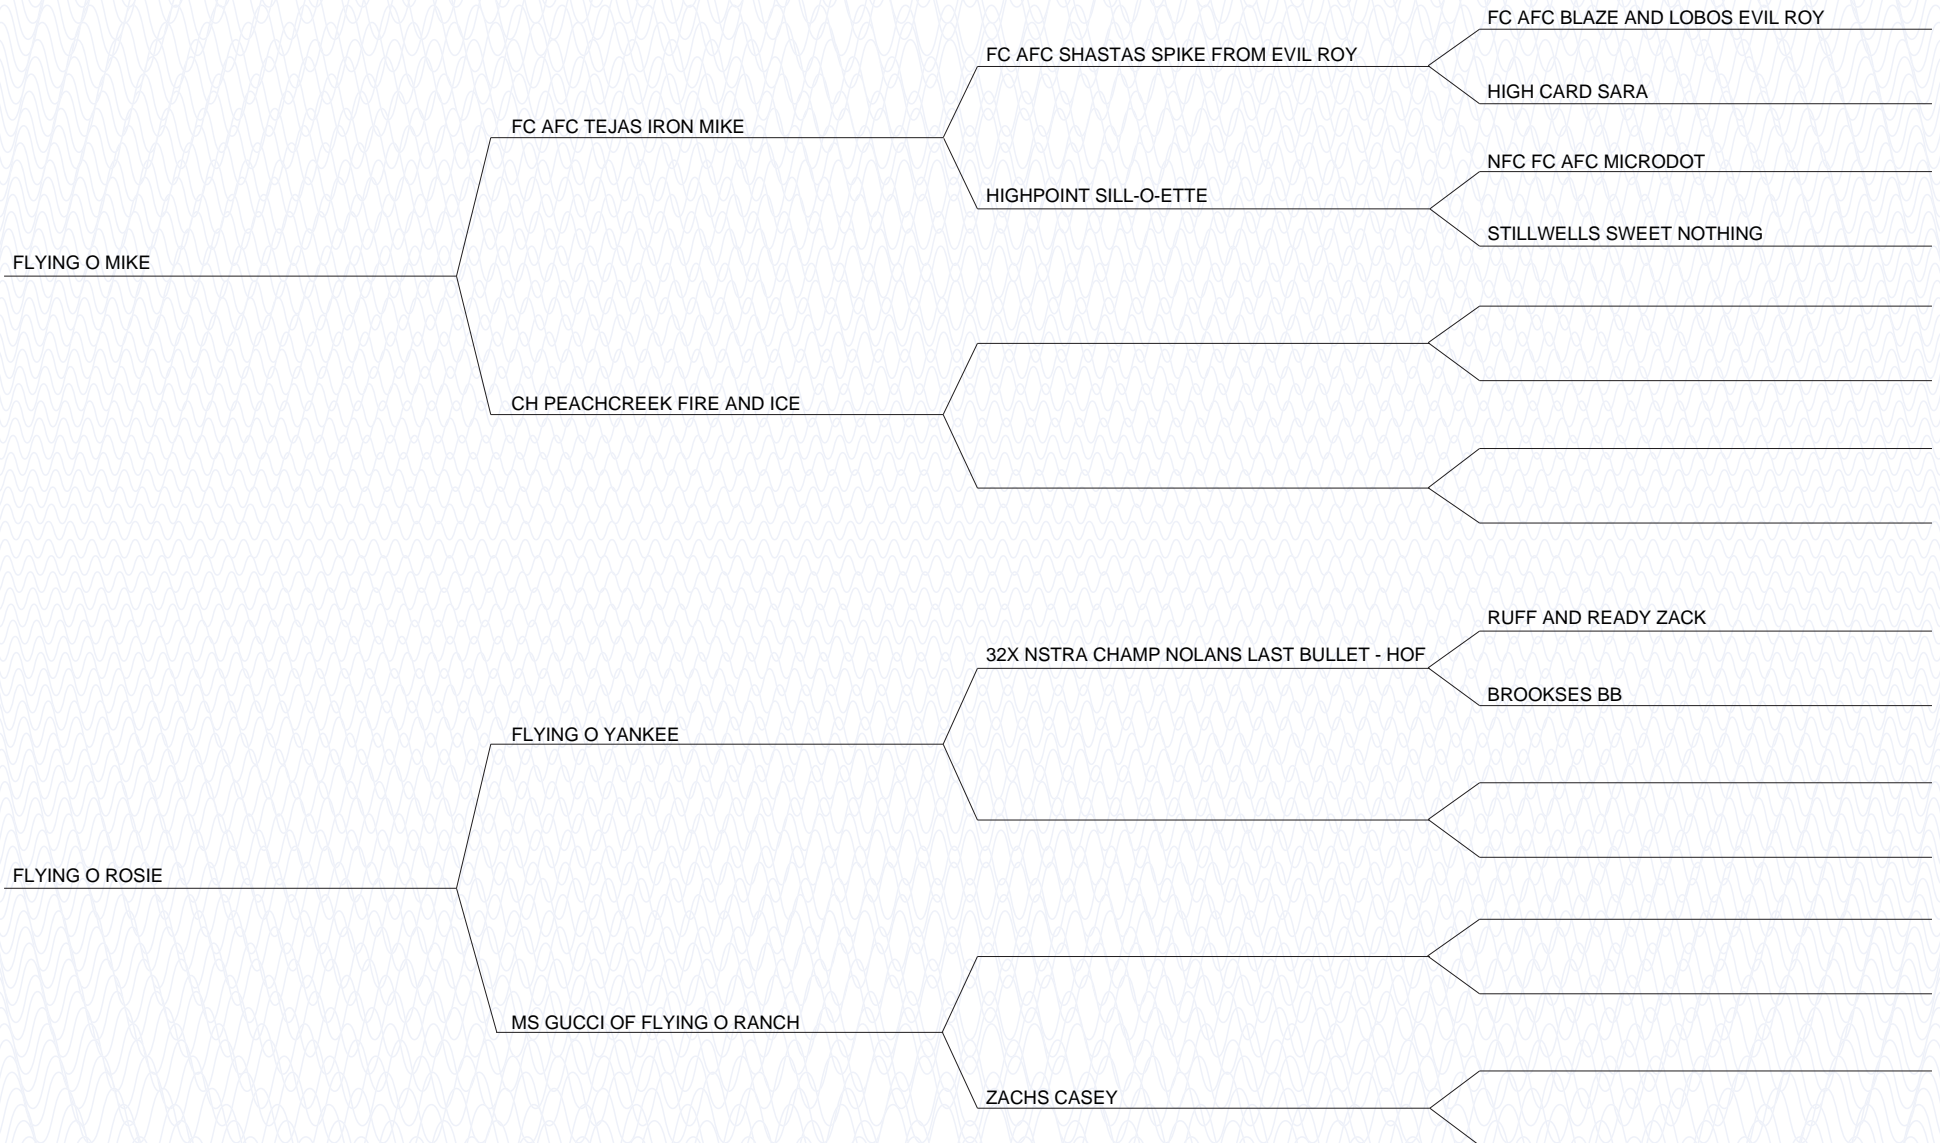 FC AFC BLAZE AND LOBOS EVIL ROY
FC AFC SHASTAS SPIKE FROM EVIL ROY
HIGH CARD SARA
FC AFC TEJAS IRON MIKE
NFC FC AFC MICRODOT
HIGHPOINT SILL-O-ETTE
STILLWELLS SWEET NOTHING
FLYING O MIKE
CH PEACHCREEK FIRE AND ICE
RUFF AND READY ZACK
32X NSTRA CHAMP NOLANS LAST BULLET - HOF
BROOKSES BB
FLYING O YANKEE
FLYING O ROSIE
MS GUCCI OF FLYING O RANCH
ZACHS CASEY